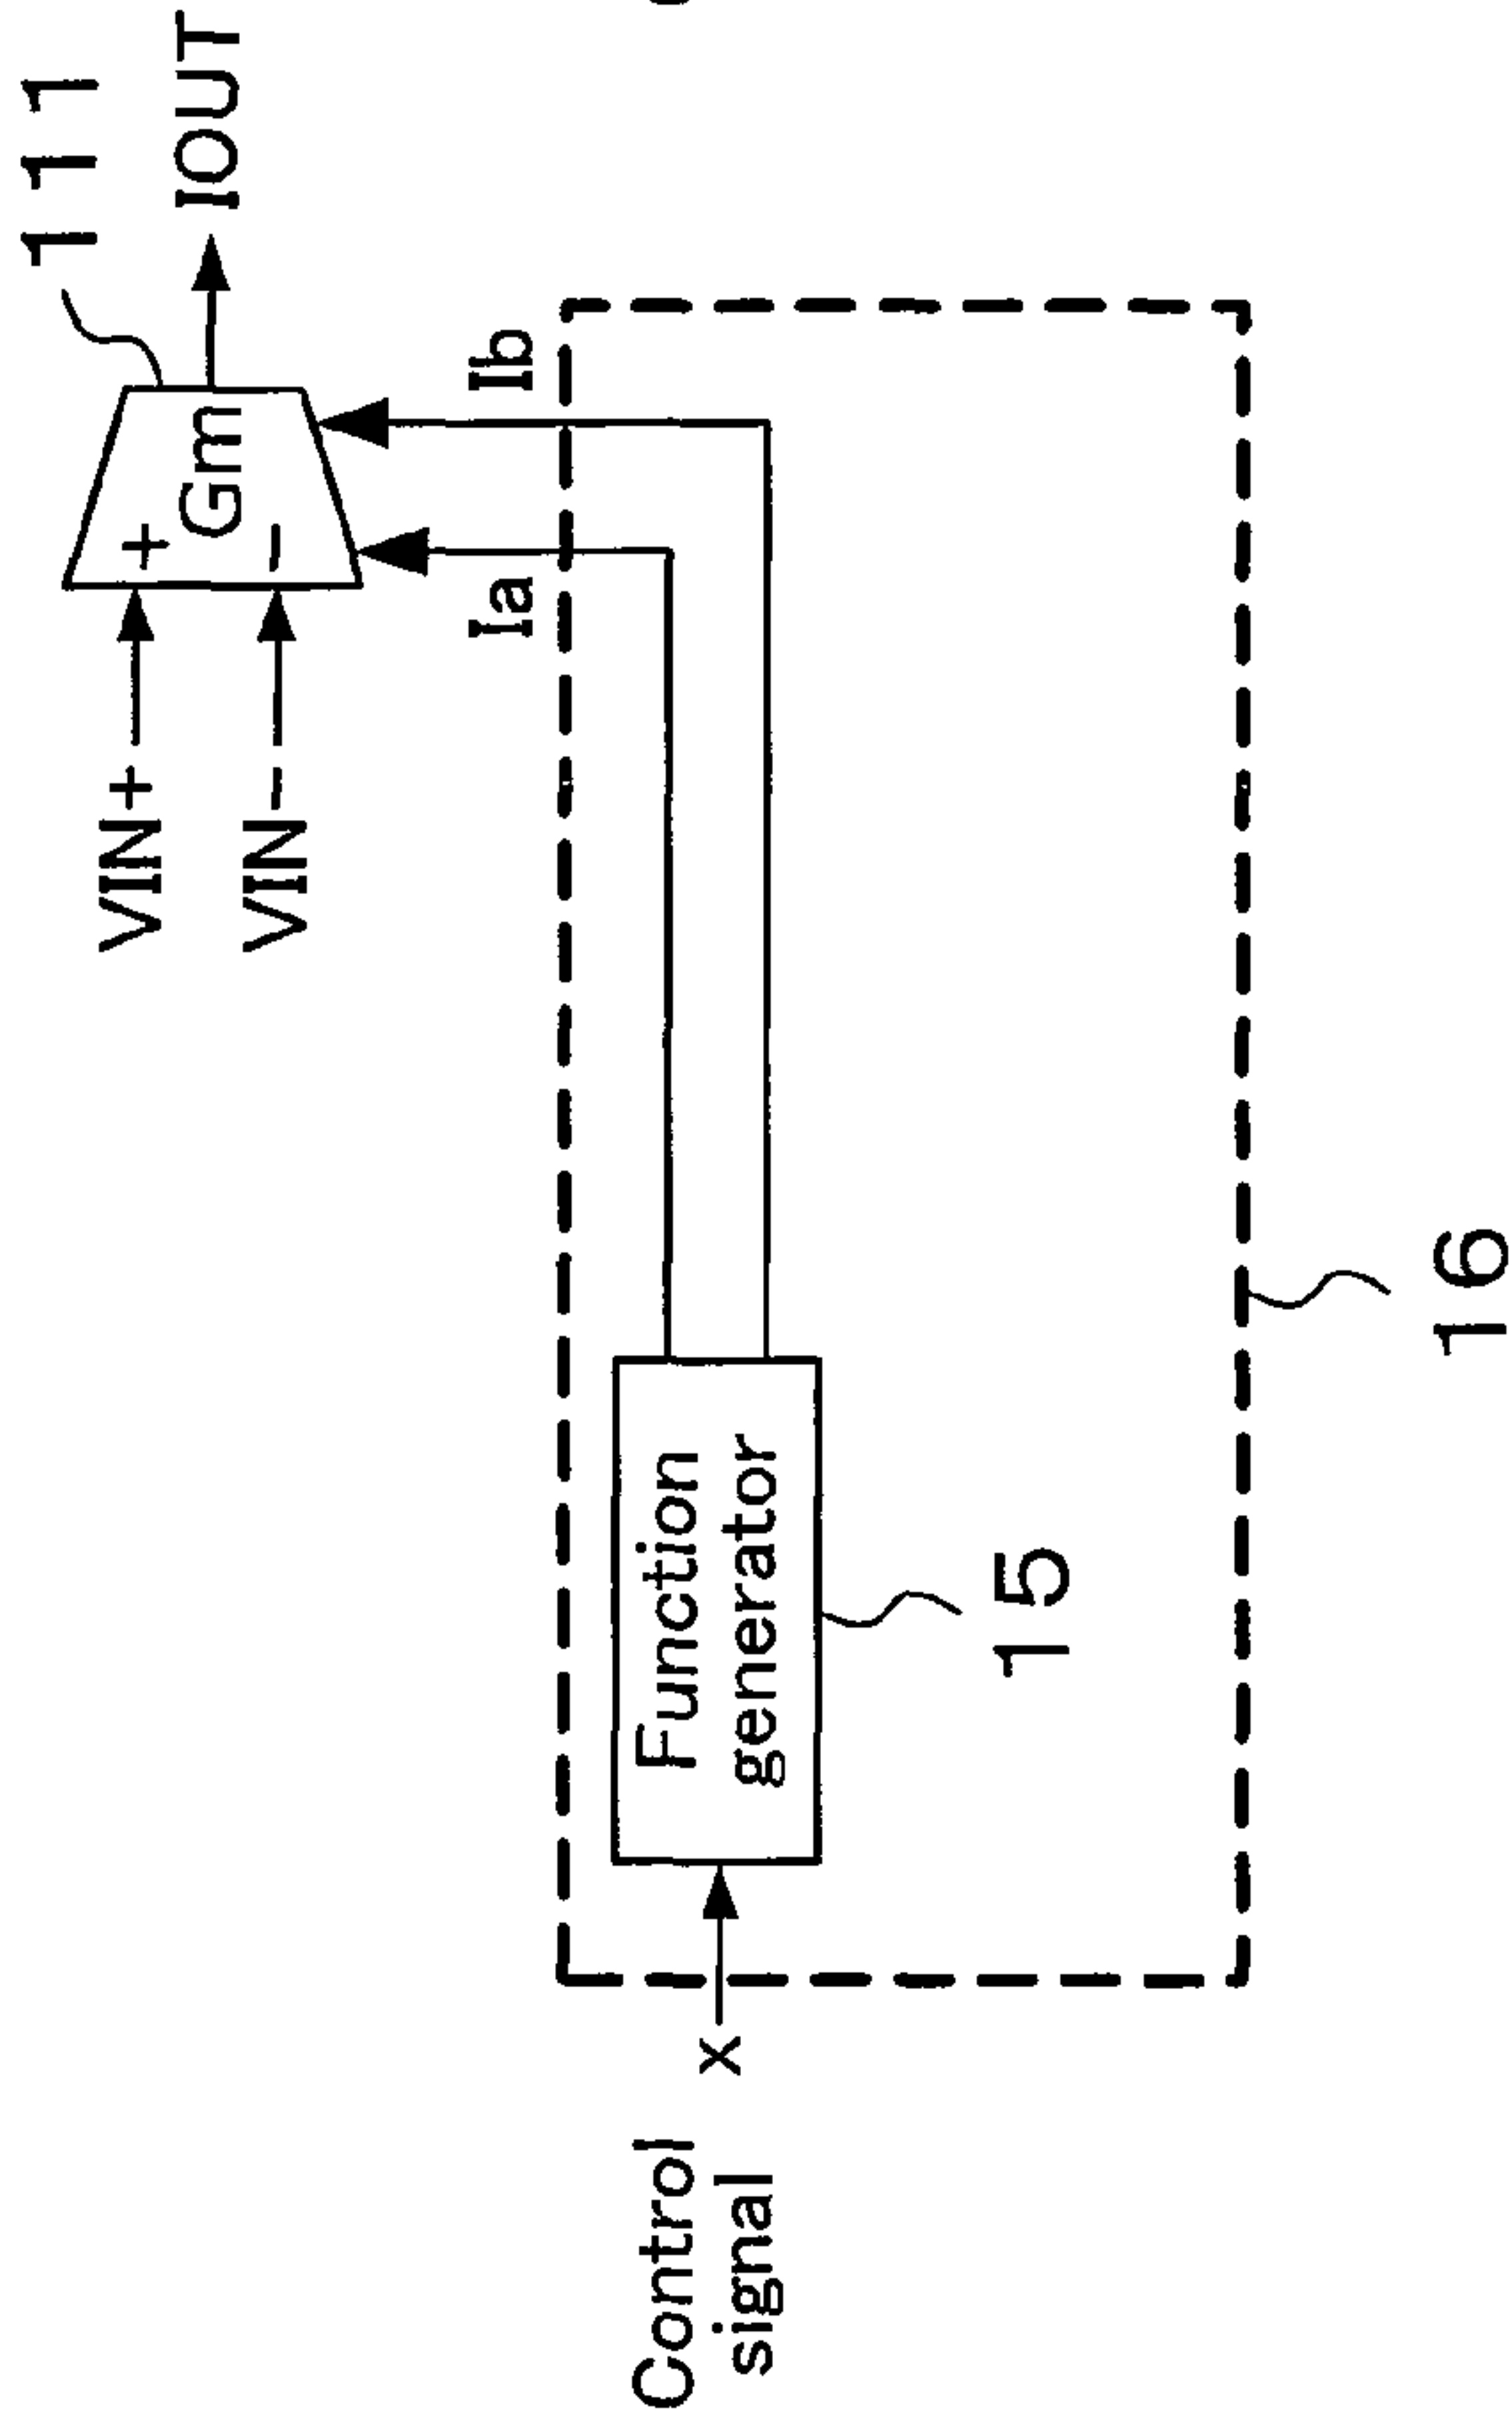 111
VIN+
+
Gm
IOUT
VIN−
−
Ia
Ib
Control
signal
x
Function
generator
15
16